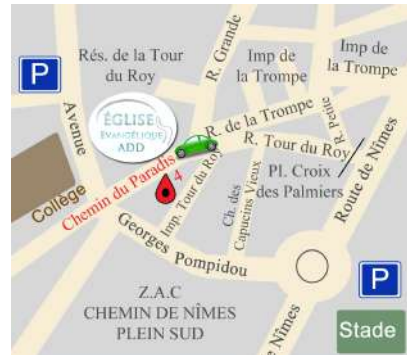 P
Rés. de la Tour
du Roy
R. Grande
Imp de
la Trompe
Imp de
la Trompe
Avenue
ÉGLISE
ÉVANGÉLIQUE
ADD
R. de la Trompe
R. Petite
R. Tour du Roy
Collège
Chemin du Paradis
4
Imp. Tour du Roy
Ch. des
Capucins Vieux
Pl. Croix
des Palmiers
Route de Nîmes
Georges Pompidou
Z.A.C
CHEMIN DE NÎMES
PLEIN SUD
P
Stade
de Nîmes